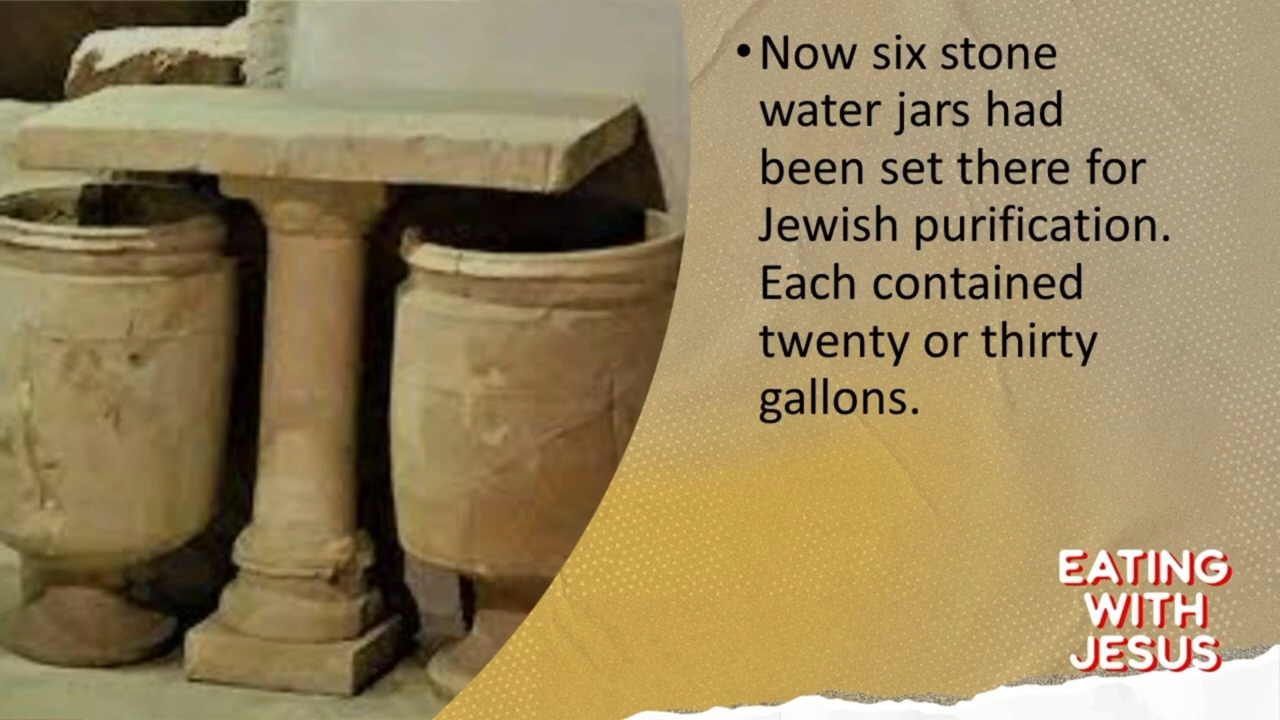 • Now six stone
water jars had
been set there for
Jewish purification.
Each contained
twenty or thirty
gallons.
EATING
WITH
JESUS